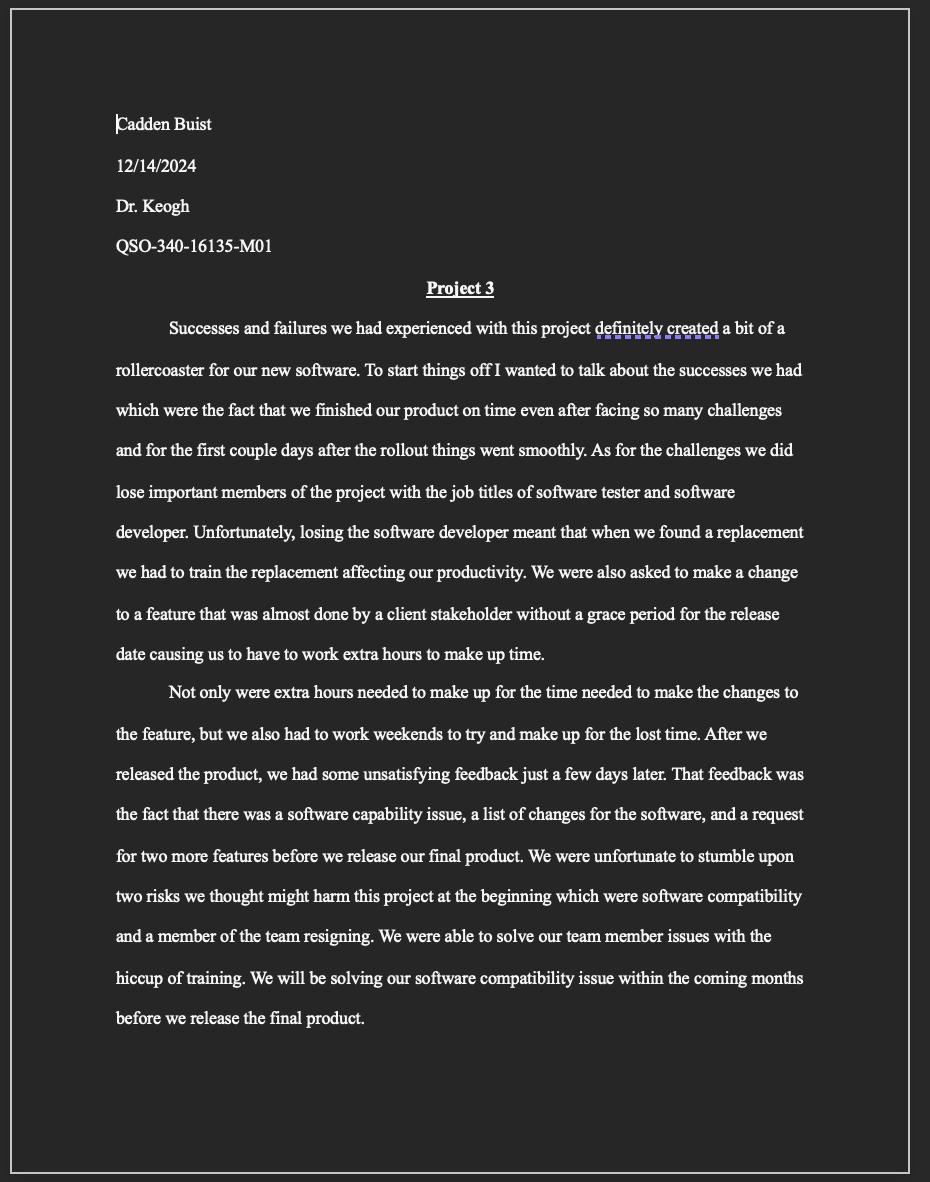 Cadden Buist
12/14/2024
Dr. Keogh
QSO-340-16135-M01
Project 3
Successes and failures we had experienced with this project definitely created a bit of a
rollercoaster for our new software. To start things off I wanted to talk about the successes we had
which were the fact that we finished our product on time even after facing so many challenges
and for the first couple days after the rollout things went smoothly. As for the challenges we did
lose important members of the project with the job titles of software tester and software
developer. Unfortunately, losing the software developer meant that when we found a replacement
we had to train the replacement affecting our productivity. We were also asked to make a change
to a feature that was almost done by a client stakeholder without a grace period for the release
date causing us to have to work extra hours to make up time.
Not only were extra hours needed to make up for the time needed to make the changes to
the feature, but we also had to work weekends to try and make up for the lost time. After we
released the product, we had some unsatisfying feedback just a few days later. That feedback was
the fact that there was a software capability issue, a list of changes for the software, and a request
for two more features before we release our final product. We were unfortunate to stumble upon
two risks we thought might harm this project at the beginning which were software compatibility
and a member of the team resigning. We were able to solve our team member issues with the
hiccup of training. We will be solving our software compatibility issue within the coming months
before we release the final product.